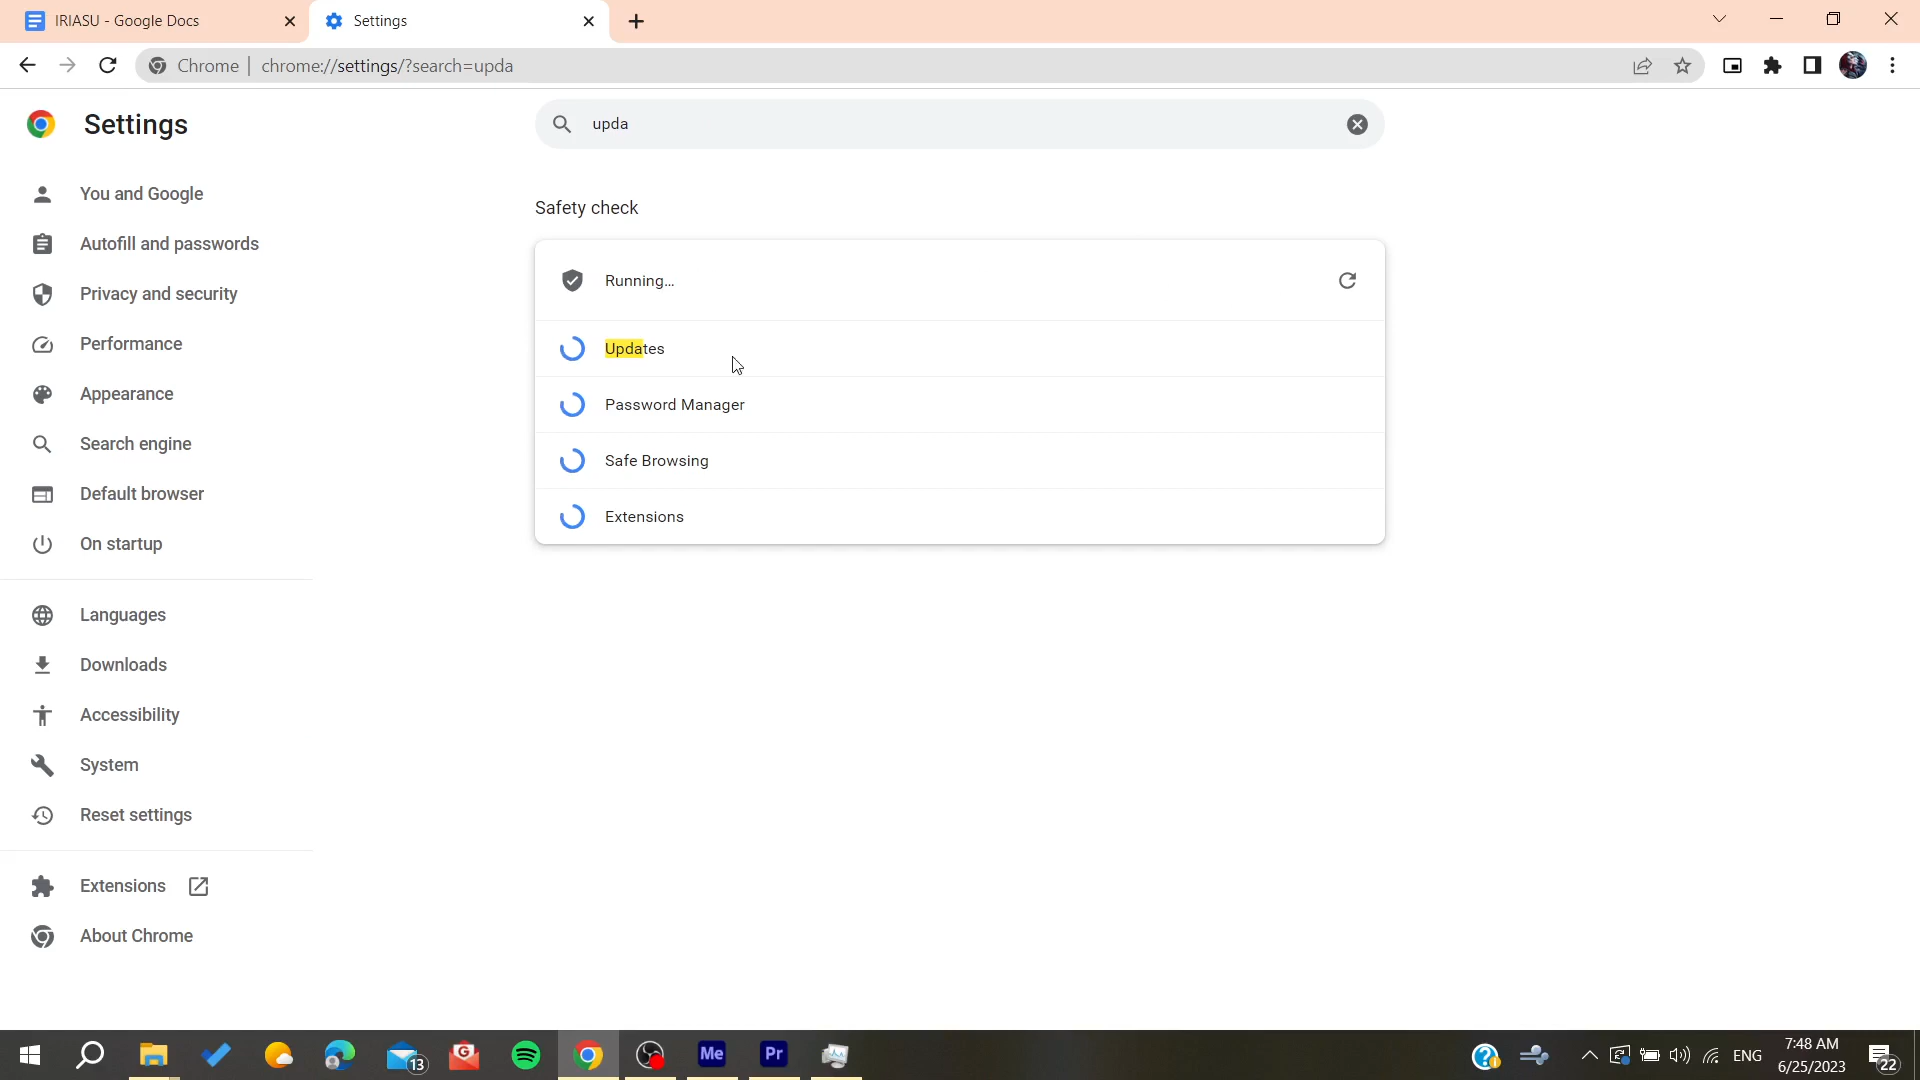 IRIASU - Google Docs
Settings
Chrome | chrome://settings/?search=upda
Settings
upda
You and Google
Autofill and passwords
Privacy and security
Performance
Appearance
Search engine
Default browser
On startup
Languages
Downloads
Accessibility
System
Reset settings
Extensions
About Chrome
Safety check
Running…
Updates
Password Manager
Safe Browsing
Extensions
13
G
Me
Pr
ENG
7:48 AM
6/25/2023
22